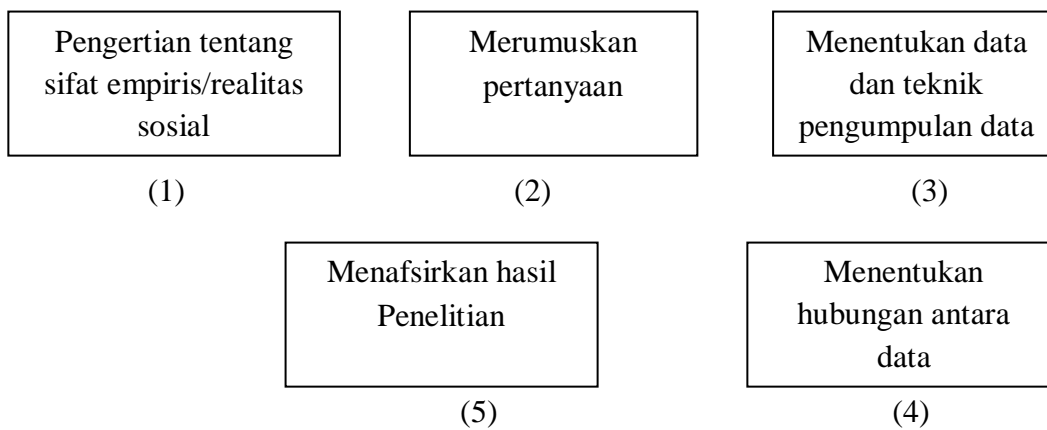 Pengertian tentang
sifat empiris/realitas
sosial
(1)
Merumuskan
pertanyaan
(2)
Menentukan data
dan teknik
pengumpulan data
(3)
Menafsirkan hasil
Penelitian
(5)
Menentukan
hubungan antara
data
(4)